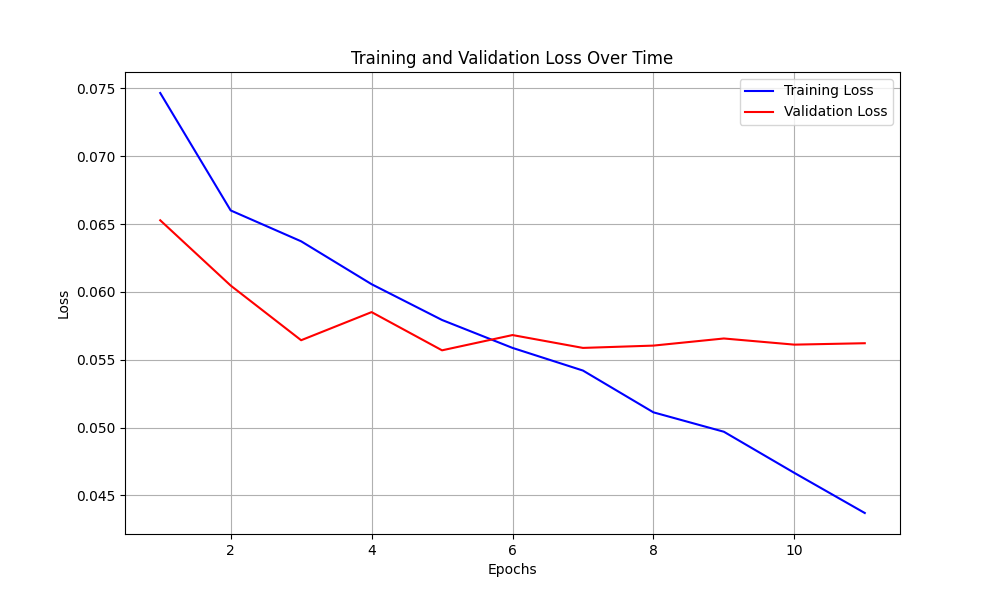 Training and Validation Loss Over Time
Training Loss
Validation Loss
0.075
0.070
0.065
0.060
0.055
0.050
0.045
Loss
2 4 6 8 10
Epochs